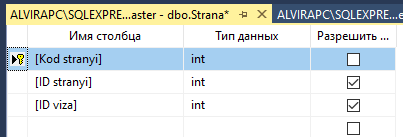 ALVIRAPC\SQLEXPRE...aster - dbo.Strana* ALVIRAPC\SQLEXPRE...e
Имя столбца Тип данных Разрешить ...
[Kod stranyi] int
[ID stranyi] int
[ID viza] int